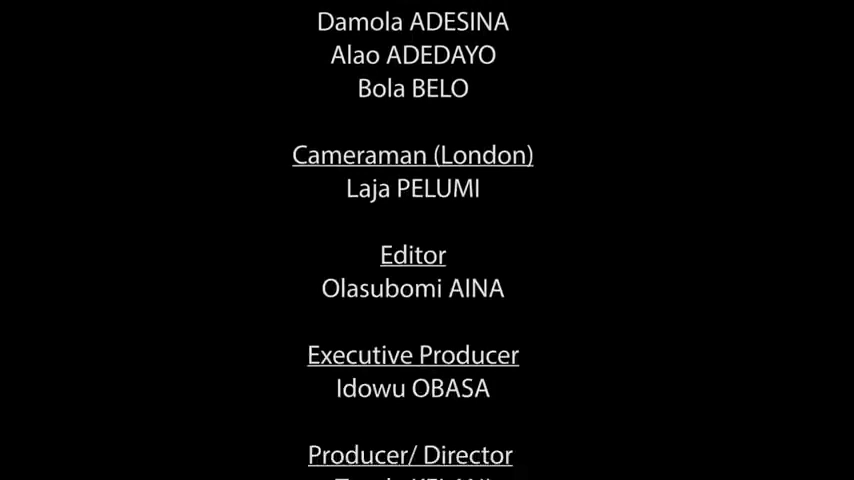 Damola ADESINA
Alao ADEDAYO
Bola BELO
Cameraman (London)
Laja PELUMI
Editor
Olasubomi AINA
Executive Producer
Idowu OBASA
Producer/ Director